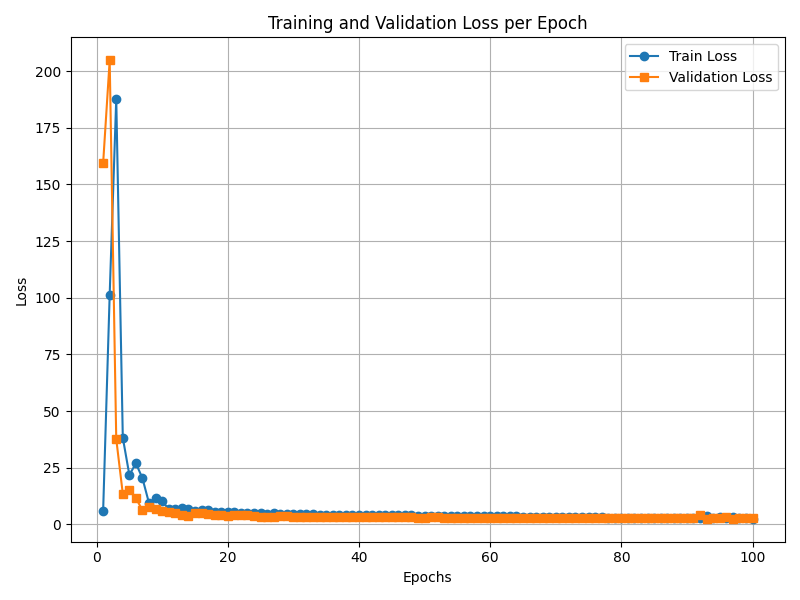 Training and Validation Loss per Epoch
Train Loss
Validation Loss
200
175
150
125
100
75
50
25
0
Loss
0 20 40 60 80 100
Epochs